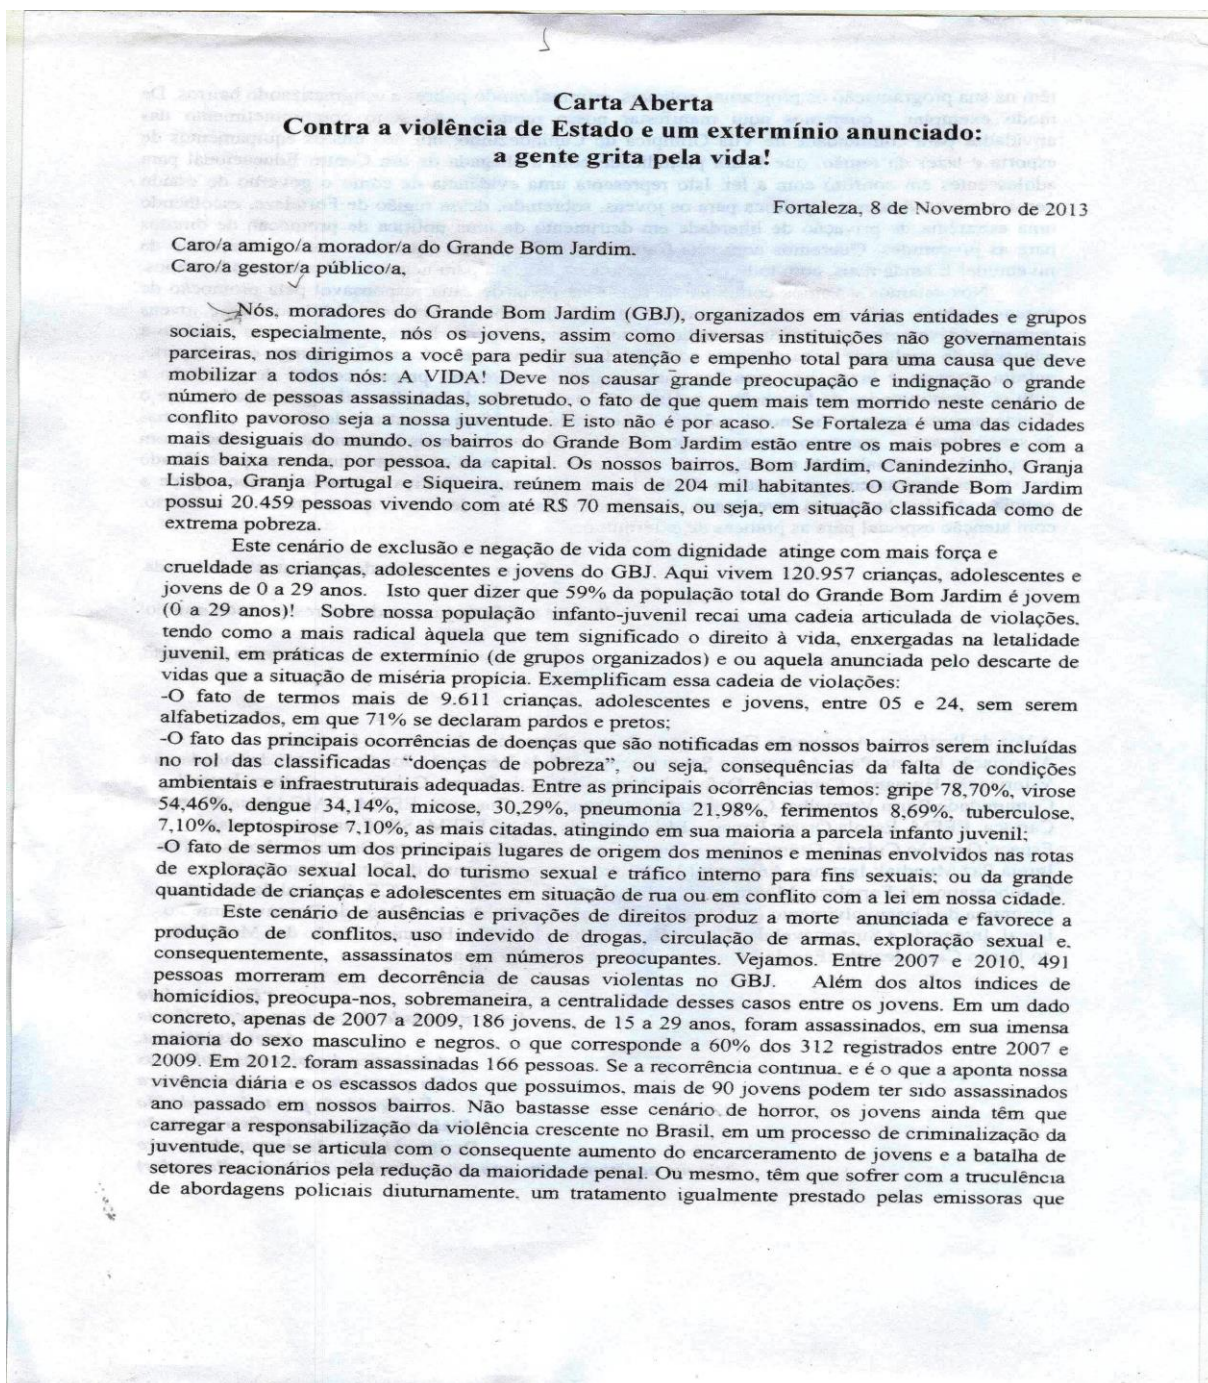 Carta Aberta
Contra a violência de Estado e um extermínio anunciado:
a gente grita pela vida!
Fortaleza, 8 de Novembro de 2013
Caro/a amigo/a morador/a do Grande Bom Jardim.
Caro/a gestor/a público/a,
Nós, moradores do Grande Bom Jardim (GBJ), organizados em várias entidades e grupos
sociais, especialmente, nós os jovens, assim como diversas instituições não governamentais
parceiras, nos dirigimos a você para pedir sua atenção e empenho total para uma causa que deve
mobilizar a todos nós: A VIDA! Deve nos causar grande preocupação e indignação o grande
número de pessoas assassinadas, sobretudo, o fato de que quem mais tem morrido neste cenário de
conflito pavoroso seja a nossa juventude. E isto não é por acaso. Se Fortaleza é uma das cidades
mais desiguais do mundo, os bairros do Grande Bom Jardim estão entre os mais pobres e com a
mais baixa renda, por pessoa, da capital. Os nossos bairros, Bom Jardim, Canindezinho, Granja
Lisboa, Granja Portugal e Siqueira, reúnem mais de 204 mil habitantes. O Grande Bom Jardim
possui 20.459 pessoas vivendo com até R$ 70 mensais, ou seja, em situação classificada como de
extrema pobreza.
Este cenário de exclusão e negação de vida com dignidade atinge com mais força e
crueldade as crianças, adolescentes e jovens do GBJ. Aqui vivem 120.957 crianças, adolescentes e
jovens de 0 a 29 anos. Isto quer dizer que 59% da população total do Grande Bom Jardim é jovem
(0 a 29 anos)! Sobre nossa população infanto-juvenil recai uma cadeia articulada de violações,
tendo como a mais radical àquela que tem significado o direito à vida, enxergadas na letalidade
juvenil, em práticas de extermínio (de grupos organizados) e ou aquela anunciada pelo descarte de
vidas que a situação de miséria propicia. Exemplificam essa cadeia de violações:
-O fato de termos mais de 9.611 crianças, adolescentes e jovens, entre 05 e 24, sem serem
alfabetizados, em que 71% se declaram pardos e pretos;
-O fato das principais ocorrências de doenças que são notificadas em nossos bairros serem incluídas
no rol das classificadas “doenças de pobreza”, ou seja, consequências da falta de condições
ambientais e infraestruturais adequadas. Entre as principais ocorrências temos: gripe 78,70%, virose
54,46%, dengue 34,14%, micose, 30,29%, pneumonia 21,98%, ferimentos 8,69%, tuberculose,
7,10%, leptospirose 7,10%, as mais citadas, atingindo em sua maioria a parcela infanto juvenil;
-O fato de sermos um dos principais lugares de origem dos meninos e meninas envolvidos nas rotas
de exploração sexual local, do turismo sexual e tráfico interno para fins sexuais; ou da grande
quantidade de crianças e adolescentes em situação de rua ou em conflito com a lei em nossa cidade.
Este cenário de ausências e privações de direitos produz a morte anunciada e favorece a
produção de conflitos, uso indevido de drogas, circulação de armas, exploração sexual e,
consequentemente, assassinatos em números preocupantes. Vejamos. Entre 2007 e 2010, 491
pessoas morreram em decorrência de causas violentas no GBJ. Além dos altos índices de
homicídios, preocupa-nos, sobremaneira, a centralidade desses casos entre os jovens. Em um dado
concreto, apenas de 2007 a 2009, 186 jovens, de 15 a 29 anos, foram assassinados, em sua imensa
maioria do sexo masculino e negros, o que corresponde a 60% dos 312 registrados entre 2007 e
2009. Em 2012, foram assassinadas 166 pessoas. Se a recorrência continua, e é o que a aponta nossa
vivência diária e os escassos dados que possuimos, mais de 90 jovens podem ter sido assassinados
ano passado em nossos bairros. Não bastasse esse cenário de horror, os jovens ainda têm que
carregar a responsabilização da violência crescente no Brasil, em um processo de criminalização da
juventude, que se articula com o consequente aumento do encarceramento de jovens e a batalha de
setores reacionários pela redução da maioridade penal. Ou mesmo, têm que sofrer com a truculência
de abordagens policiais diuturnamente, um tratamento igualmente prestado pelas emissoras que